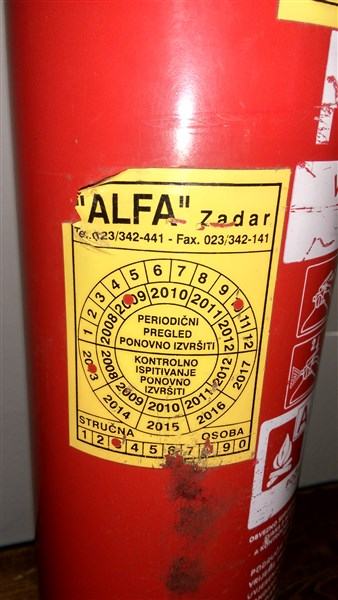 "ALFA" Zadar
Tel. 023/342-441 - Fax. 023/342-141
1 2 3 4 5 6 7 8 9 11 12
2008 2009 2010 2011 2012
PERIODIČNI
PREGLED
PONOVNO IZVRŠITI
KONTROLNO
ISPITIVANJE
PONOVNO
IZVRŠITI
2008 2009 2010 2011 2012
2013 2014 2015 2016 2017
STRUČNA OSOBA
1 2 4 5 6 7 8 9 0